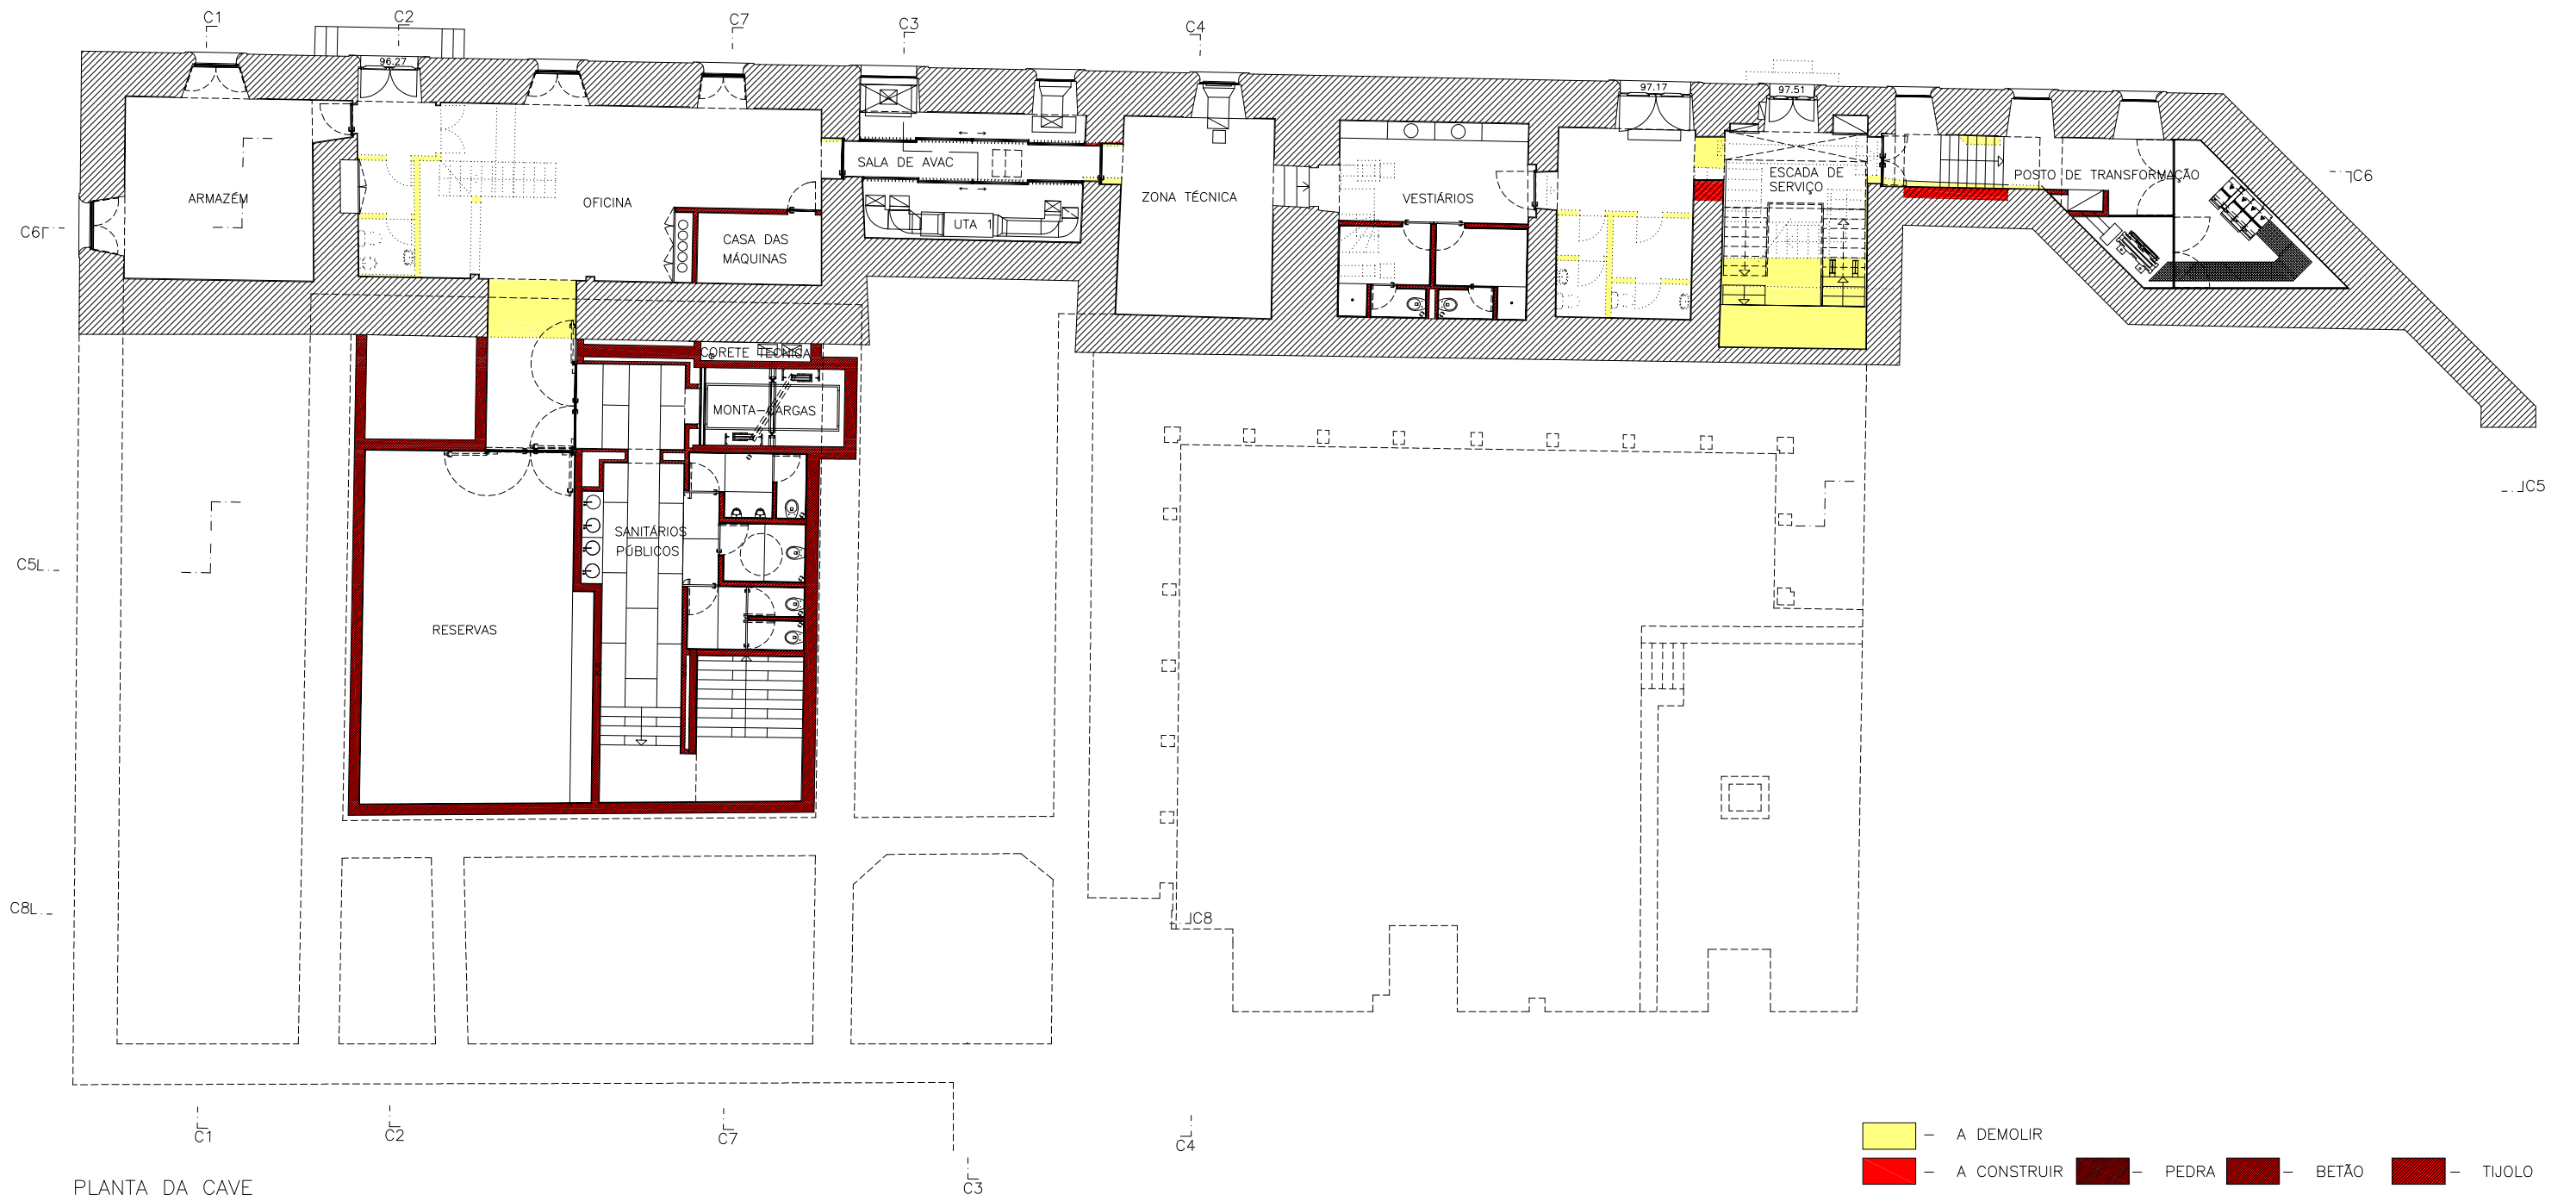 C1
C2
C7
C3
C4
96.27
97.17
97.51
SALA DE AVAC
ESCADA DE
SERVIÇO
POSTO DE TRANSFORMAÇÃO
C6
ARMAZÉM
OFICINA
ZONA TÉCNICA
VESTIÁRIOS
C6
UTA 1
CASA DAS
MÁQUINAS
CORETE TÉCNICA
MONTA-CARGAS
C5
SANITÁRIOS
PÚBLICOS
C5
RESERVAS
C8
C8
C1
C2
C7
C4
C3
- A DEMOLIR
- A CONSTRUIR - PEDRA - BETÃO - TIJOLO
PLANTA DA CAVE